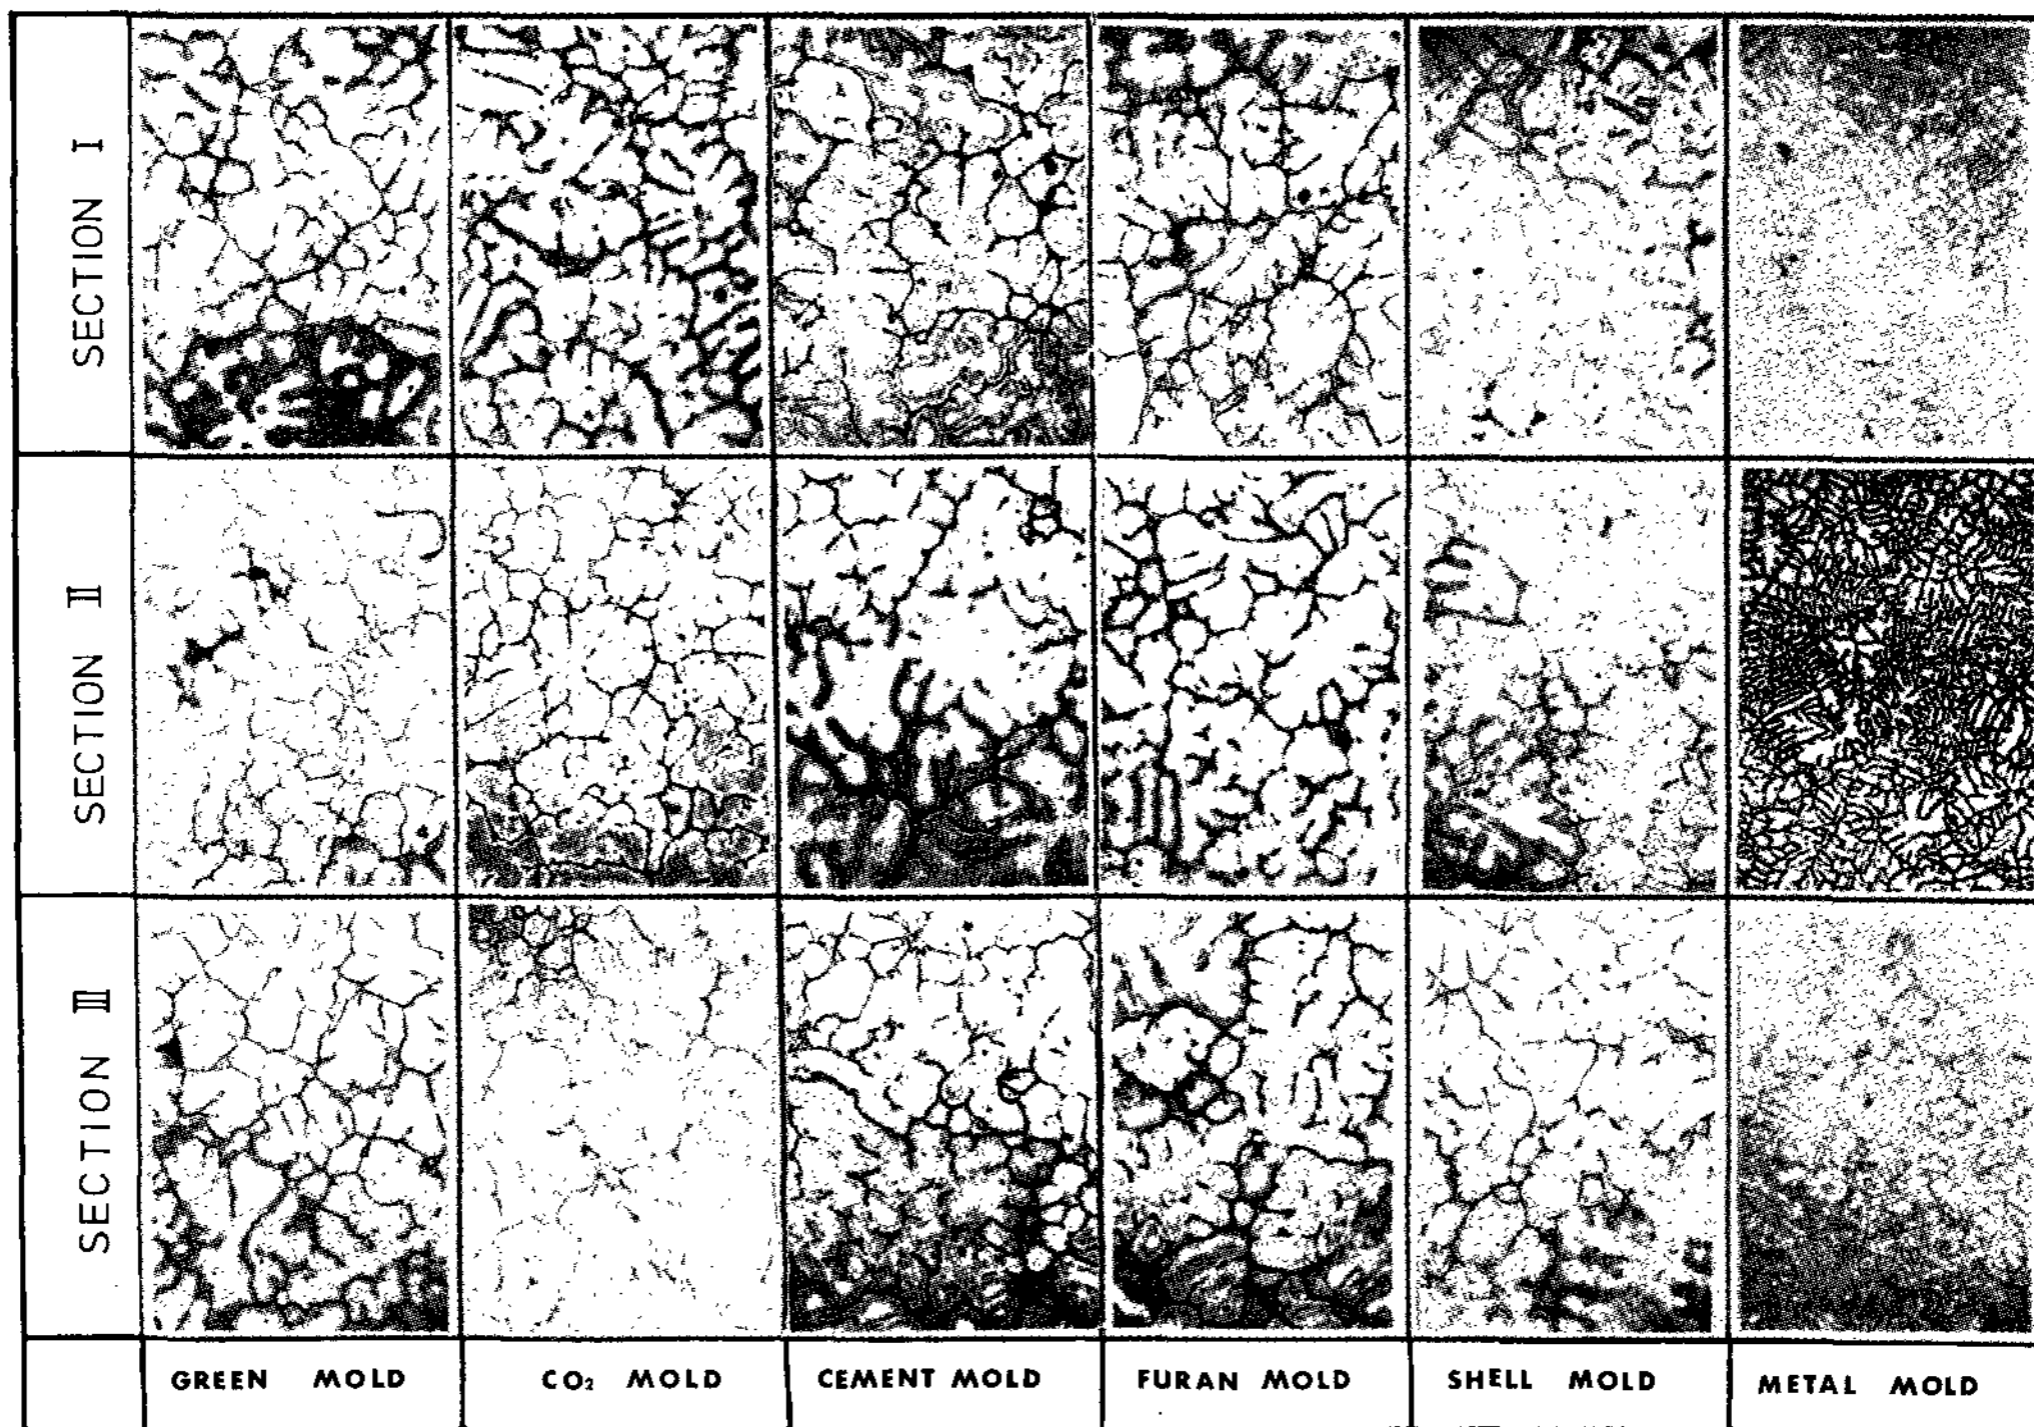 SECTION I
SECTION II
SECTION III
GREEN MOLD
CO₂ MOLD
CEMENT MOLD
FURAN MOLD
SHELL MOLD
METAL MOLD